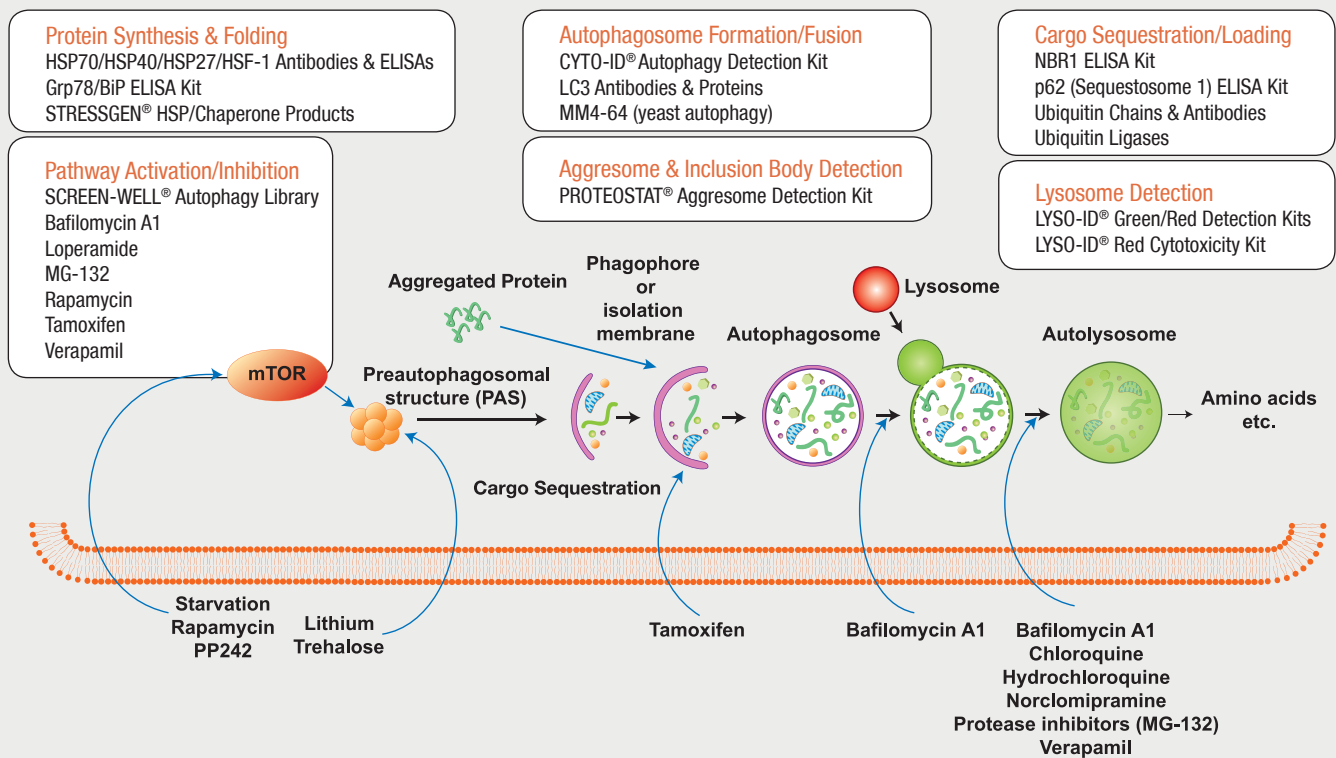 Protein Synthesis & Folding
HSP70/HSP40/HSP27/HSF-1 Antibodies & ELISAs
Grp78/BiP ELISA Kit
STRESSGEN® HSP/Chaperone Products
Autophagosome Formation/Fusion
CYTO-ID® Autophagy Detection Kit
LC3 Antibodies & Proteins
MM4-64 (yeast autophagy)
Cargo Sequestration/Loading
NBR1 ELISA Kit
p62 (Sequestosome 1) ELISA Kit
Ubiquitin Chains & Antibodies
Ubiquitin Ligases
Pathway Activation/Inhibition
SCREEN-WELL® Autophagy Library
Bafilomycin A1
Loperamide
MG-132
Rapamycin
Tamoxifen
Verapamil
Aggresome & Inclusion Body Detection
PROTEOSTAT® Aggresome Detection Kit
Lysosome Detection
LYSO-ID® Green/Red Detection Kits
LYSO-ID® Red Cytotoxicity Kit
mTOR
Aggregated Protein
Phagophore
or
isolation
membrane
Lysosome
Autophagosome
Autolysosome
Preautophagosomal
structure (PAS)
Amino acids
etc.
Cargo Sequestration
Starvation
Rapamycin
PP242
Lithium
Trehalose
Tamoxifen
Bafilomycin A1
Bafilomycin A1
Chloroquine
Hydrochloroquine
Norclomipramine
Protease inhibitors (MG-132)
Verapamil